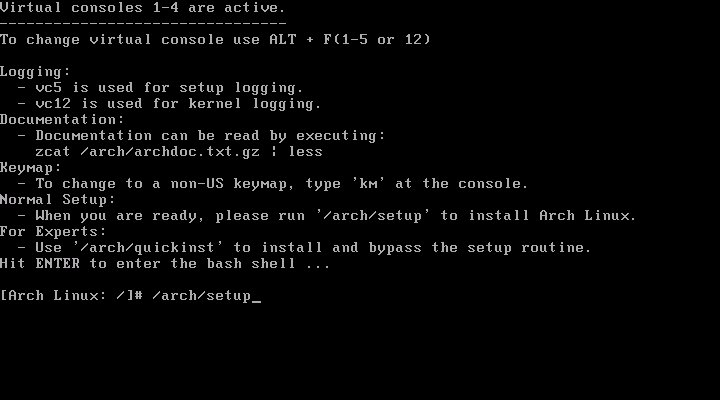 Virtual consoles 1-4 are active.
--------------------------------
To change virtual console use ALT + F(1-5 or 12)
Logging:
  - vc5 is used for setup logging.
  - vc12 is used for kernel logging.
Documentation:
  - Documentation can be read by executing:
    zcat /arch/archdoc.txt.gz | less
Keymap:
  - To change to a non-US keymap, type 'km' at the console.
Normal Setup:
  - When you are ready, please run '/arch/setup' to install Arch Linux.
For Experts:
  - Use '/arch/quickinst' to install and bypass the setup routine.
Hit ENTER to enter the bash shell ...
[Arch Linux: /]# /arch/setup_